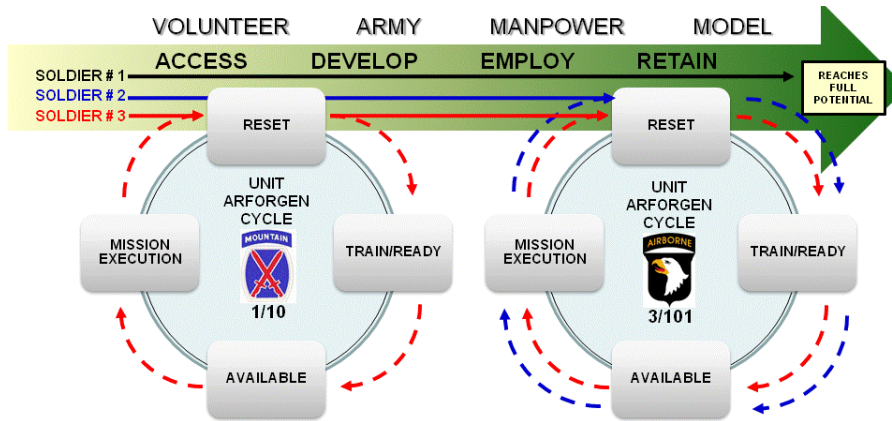 VOLUNTEER ARMY MANPOWER MODEL
ACCESS DEVELOP EMPLOY RETAIN
SOLDIER # 1
SOLDIER # 2
SOLDIER # 3
REACHES
FULL
POTENTIAL
RESET
UNIT
ARFORGEN
CYCLE
MOUNTAIN
1/10
MISSION
EXECUTION
TRAIN/READY
AVAILABLE
RESET
UNIT
ARFORGEN
CYCLE
AIRBORNE
3/101
MISSION
EXECUTION
TRAIN/READY
AVAILABLE